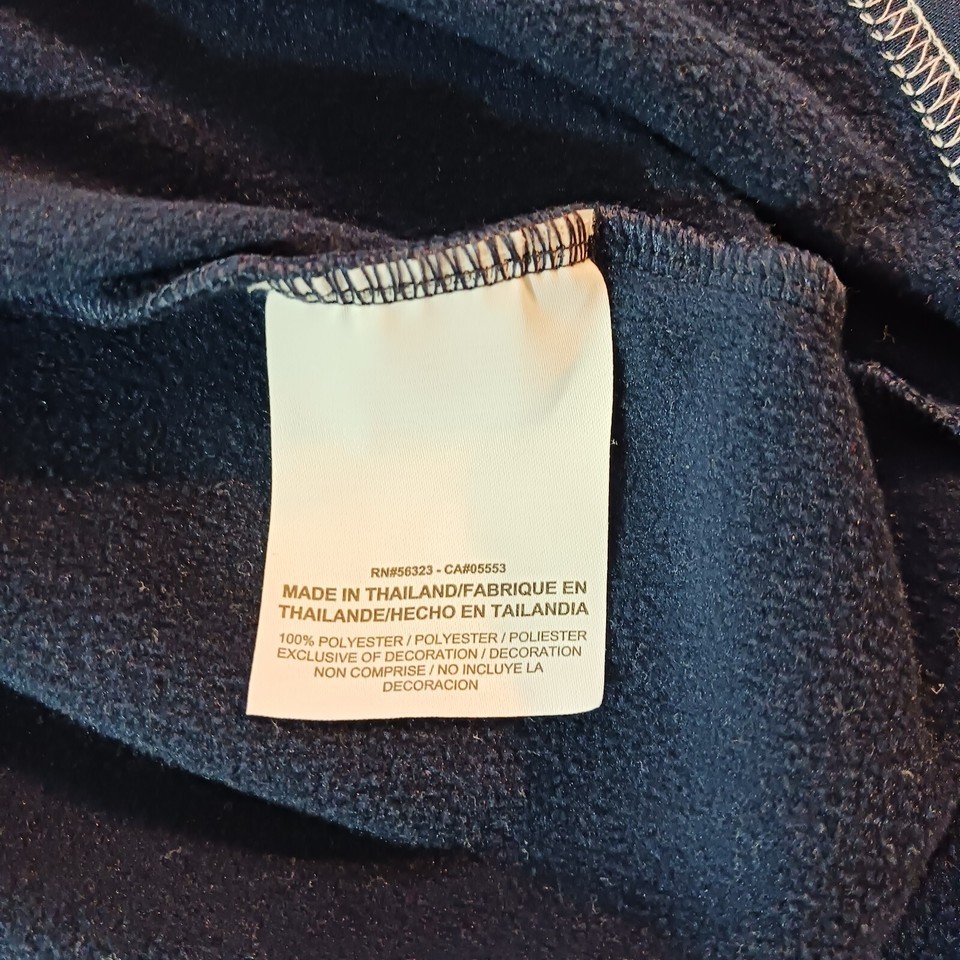 RN#56323 - CA#05553
MADE IN THAILAND/FABRIQUE EN
THAILANDE/HECHO EN TAILANDIA
100% POLYESTER / POLYESTER / POLIESTER
EXCLUSIVE OF DECORATION / DECORATION
NON COMPRISE / NO INCLUYE LA
DECORACION